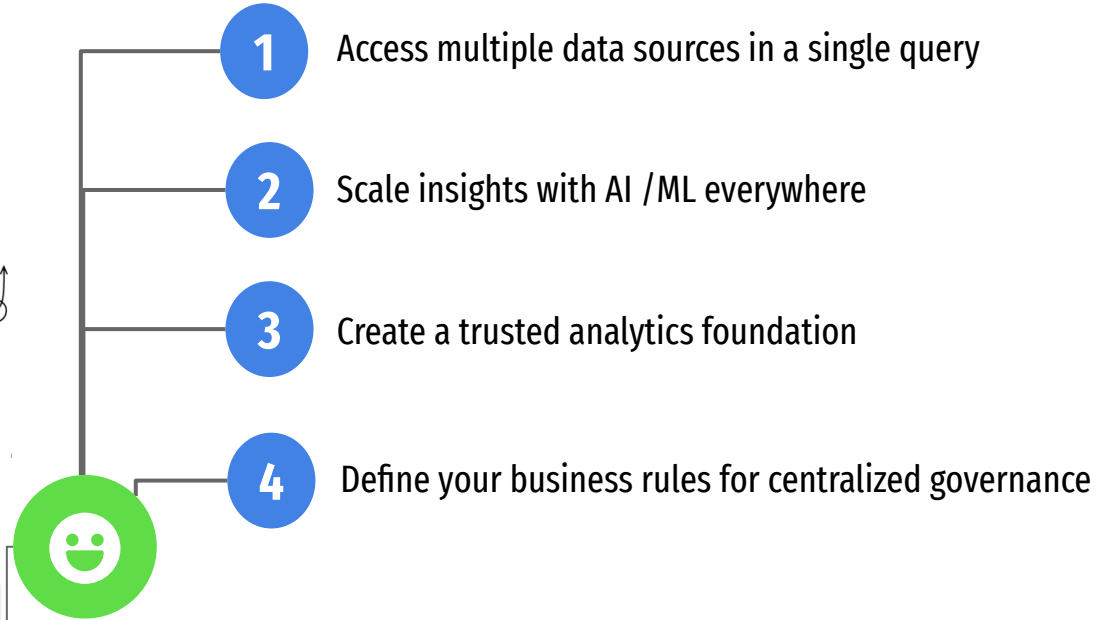 1 Access multiple data sources in a single query
2 Scale insights with AI /ML everywhere
3 Create a trusted analytics foundation
4 Define your business rules for centralized governance